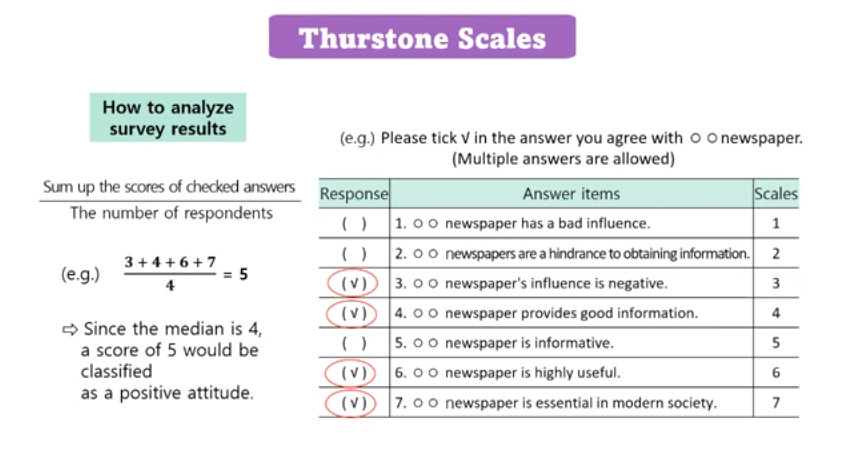 Thurstone Scales
How to analyze
survey results
Sum up the scores of checked answers
The number of respondents
(e.g.) 3 + 4 + 6 + 7 / 4 = 5
⇨ Since the median is 4,
a score of 5 would be
classified
as a positive attitude.
(e.g.) Please tick √ in the answer you agree with ○ ○ newspaper.
(Multiple answers are allowed)
Response Answer items Scales
( ) 1. ○ ○ newspaper has a bad influence. 1
( ) 2. ○ ○ newspapers are a hindrance to obtaining information. 2
(√) 3. ○ ○ newspaper's influence is negative. 3
(√) 4. ○ ○ newspaper provides good information. 4
( ) 5. ○ ○ newspaper is informative. 5
(√) 6. ○ ○ newspaper is highly useful. 6
(√) 7. ○ ○ newspaper is essential in modern society. 7